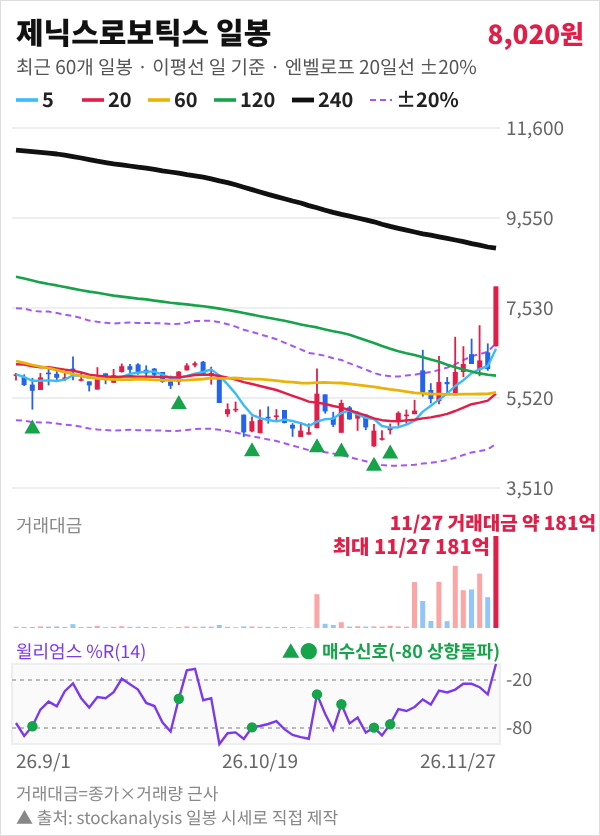 제닉스로보틱스 일봉
8,020원
최근 60개 일봉 · 이평선 일 기준 · 엔벨로프 20일선 ±20%
5 20 60 120 240 ±20%
11,600
9,550
7,530
5,520
3,510
거래대금
11/27 거래대금 약 181억
최대 11/27 181억
윌리엄스 %R(14)
▲● 매수신호(-80 상향돌파)
-20
-80
26.9/1 26.10/19 26.11/27
거래대금=종가×거래량 근사
▲ 출처: stockanalysis 일봉 시세로 직접 제작